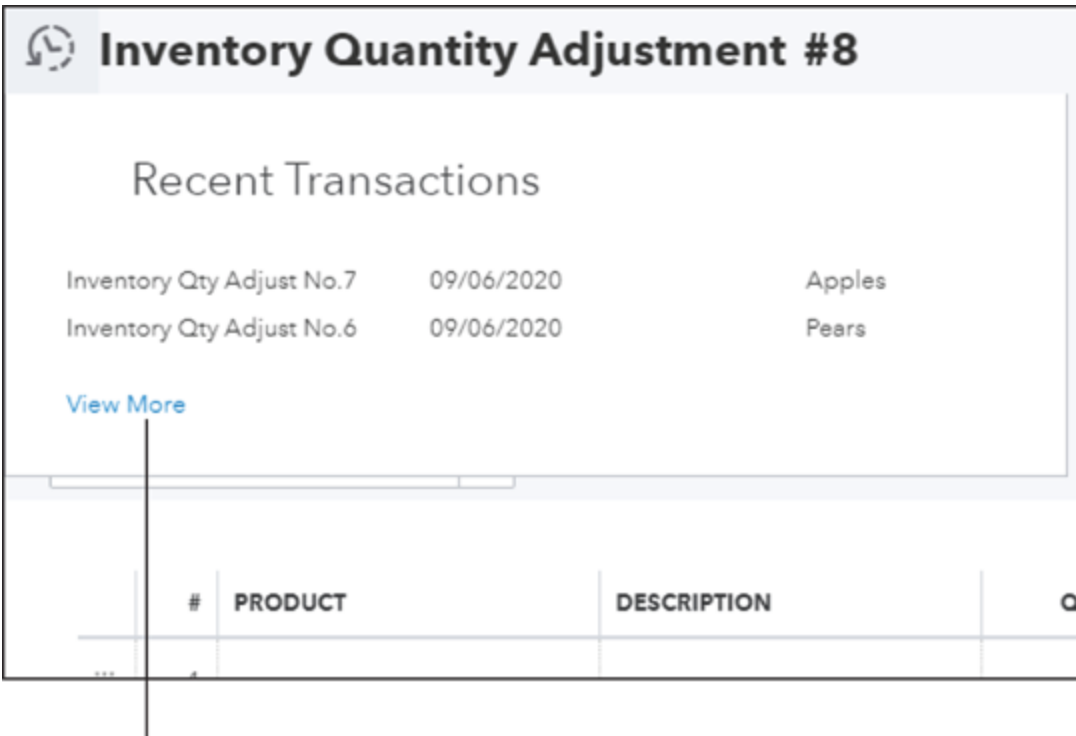 Inventory Quantity Adjustment #8
Recent Transactions
Inventory Qty Adjust No.7 09/06/2020 Apples
Inventory Qty Adjust No.6 09/06/2020 Pears
View More
# PRODUCT DESCRIPTION